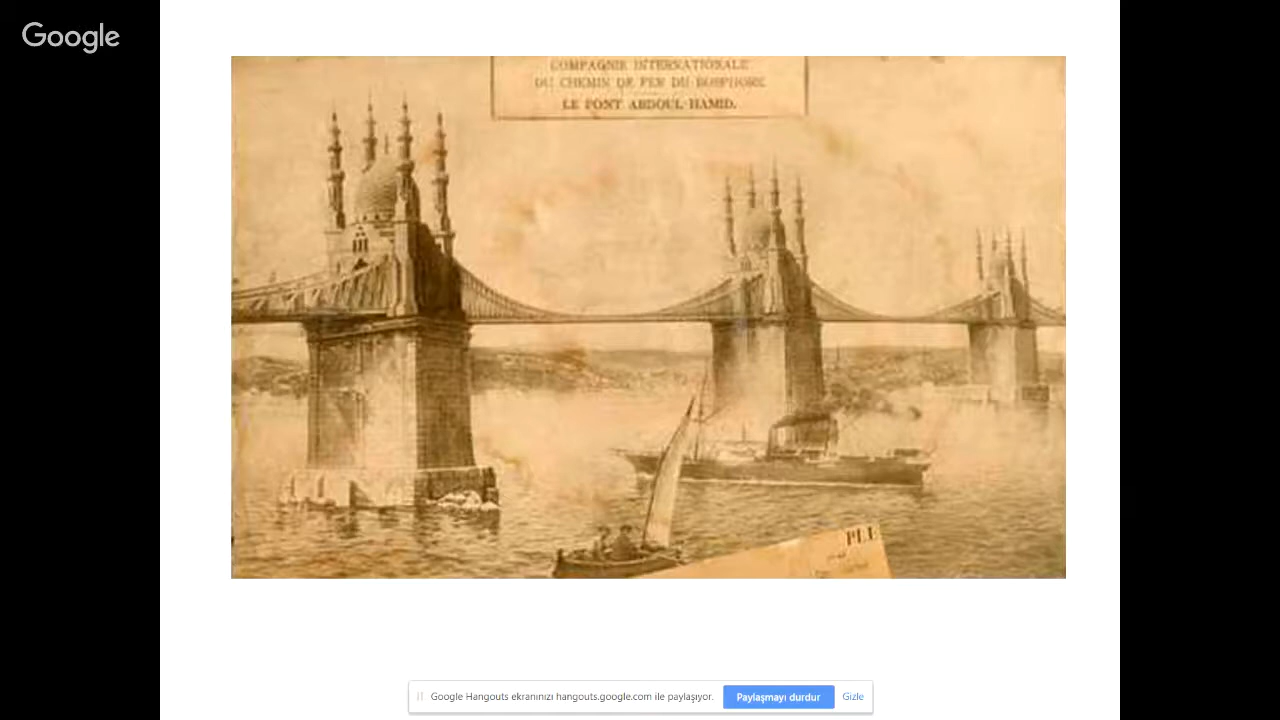 Google
COMPAGNIE INTERNATIONALE
DU CHEMIN DE FER DU BOSPHORE
LE PONT ABDOUL-HAMID.
Google Hangouts ekranınızı hangouts.google.com ile paylaşıyor.
Paylaşmayı durdur
Gizle